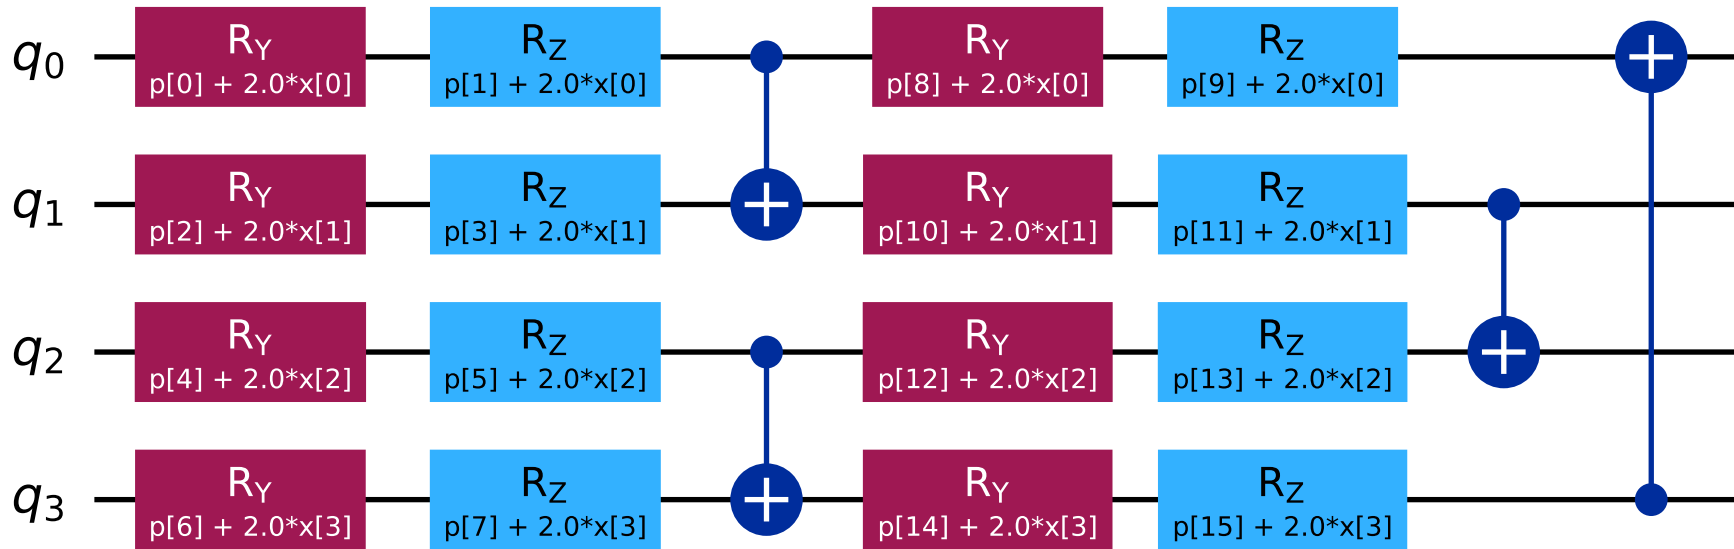 q0 RY RZ RY RZ
p[0] + 2.0*x[0] p[1] + 2.0*x[0] p[8] + 2.0*x[0] p[9] + 2.0*x[0]
q1 RY RZ RY RZ
p[2] + 2.0*x[1] p[3] + 2.0*x[1] p[10] + 2.0*x[1] p[11] + 2.0*x[1]
q2 RY RZ RY RZ
p[4] + 2.0*x[2] p[5] + 2.0*x[2] p[12] + 2.0*x[2] p[13] + 2.0*x[2]
q3 RY RZ RY RZ
p[6] + 2.0*x[3] p[7] + 2.0*x[3] p[14] + 2.0*x[3] p[15] + 2.0*x[3]